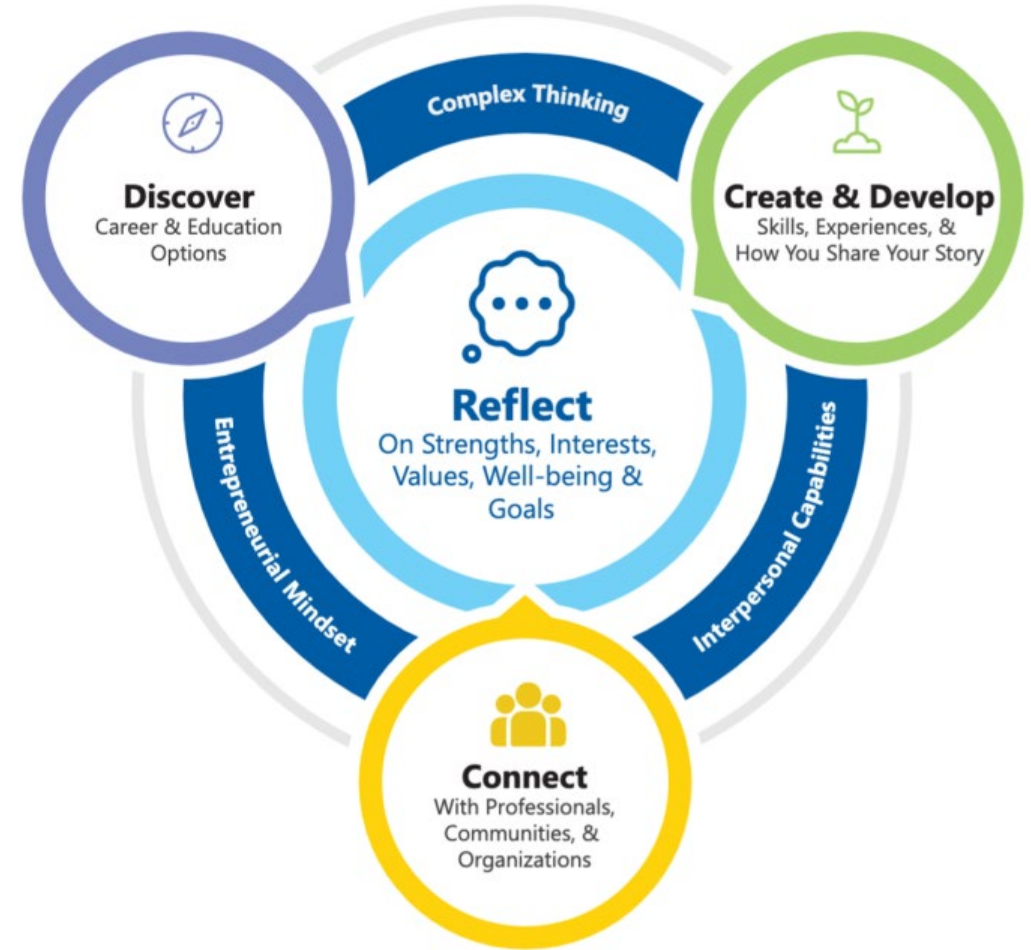 Complex Thinking
Discover
Career & Education
Options
Create & Develop
Skills, Experiences, &
How You Share Your Story
Reflect
On Strengths, Interests,
Values, Well-being &
Goals
Entrepreneurial Mindset
Interpersonal Capabilities
Connect
With Professionals,
Communities, &
Organizations